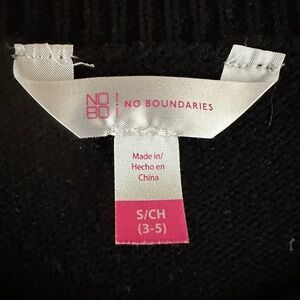 NO
BO
NO BOUNDARIES
Made in/
Hecho en
China
S/CH
(3-5)